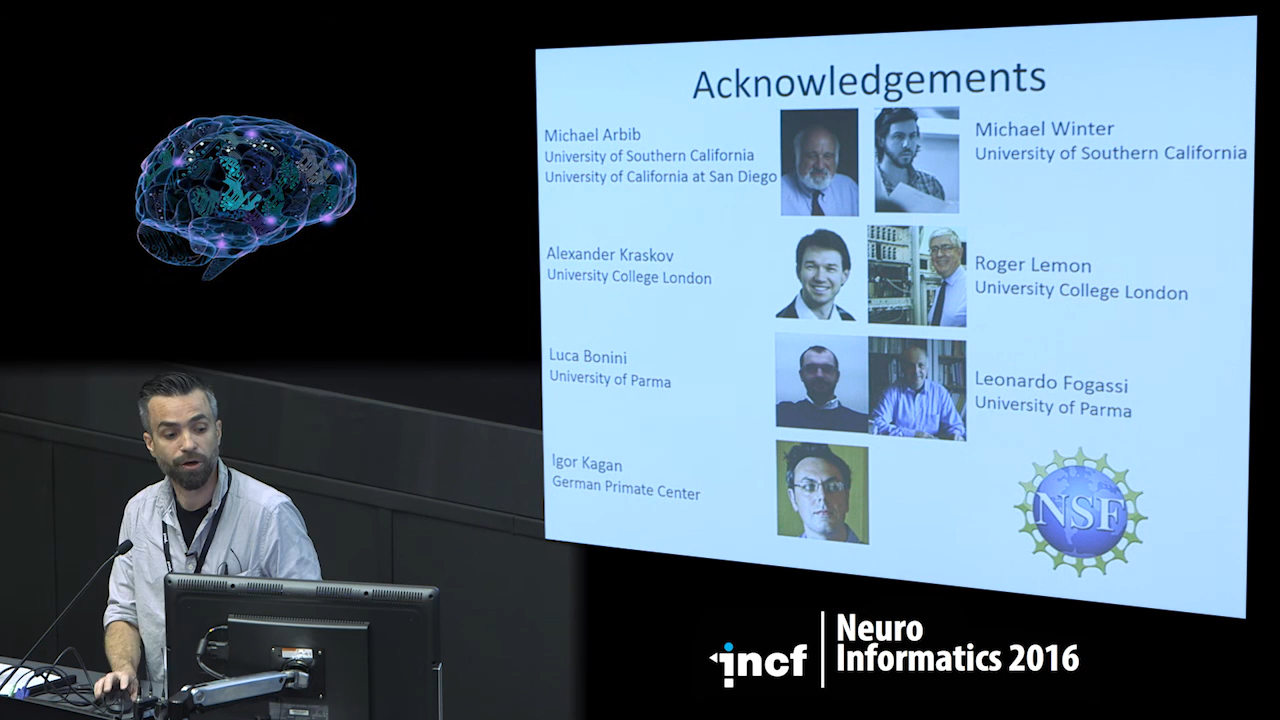 Acknowledgements
Michael Arbib
University of Southern California
University of California at San Diego
Michael Winter
University of Southern California
Alexander Kraskov
University College London
Roger Lemon
University College London
Luca Bonini
University of Parma
Leonardo Fogassi
University of Parma
Igor Kagan
German Primate Center
NSF
incf
Neuro
Informatics 2016